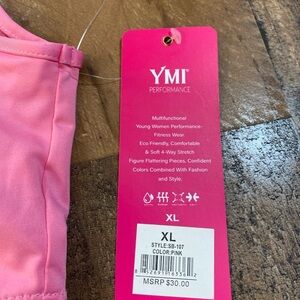 YMI
PERFORMANCE
Multifunctional
Young Women Performance-
Fitness Wear.
Eco Friendly, Comfortable
& Soft 4-Way Stretch
Figure Flattering Pieces, Confident
Colors Combined With Fashion
and Style.
XL
XL
STYLE:SB-107
COLOR:PINK
MSRP $30.00